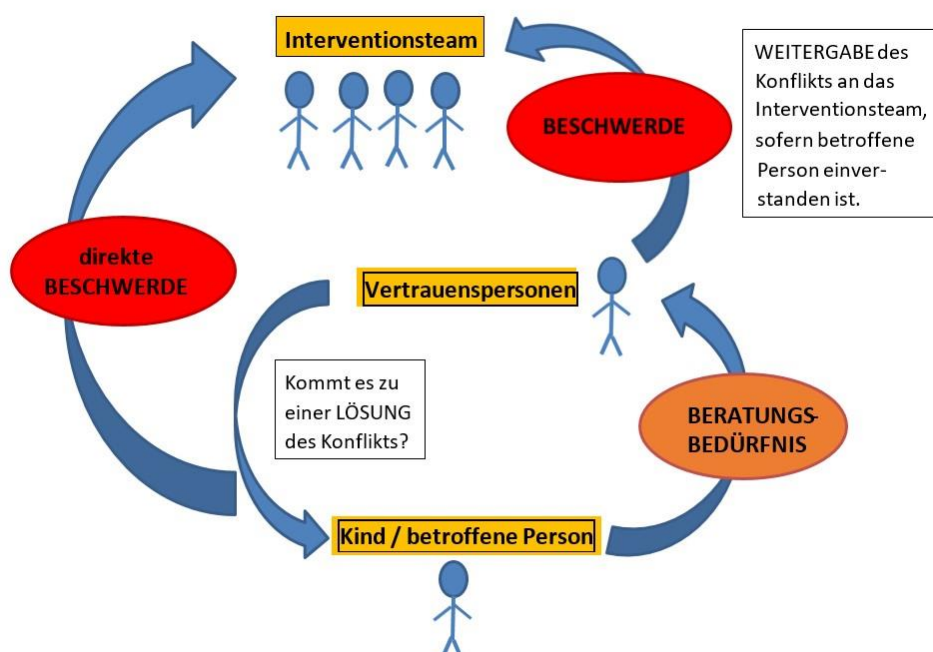 Interventionsteam
WEITERGABE des
Konflikts an das
Interventionsteam,
sofern betroffene
Person einver-
standen ist.
BESCHWERDE
direkte
BESCHWERDE
Vertrauenspersonen
Kommt es zu
einer LÖSUNG
des Konflikts?
BERATUNGS-
BEDÜRFNIS
Kind / betroffene Person